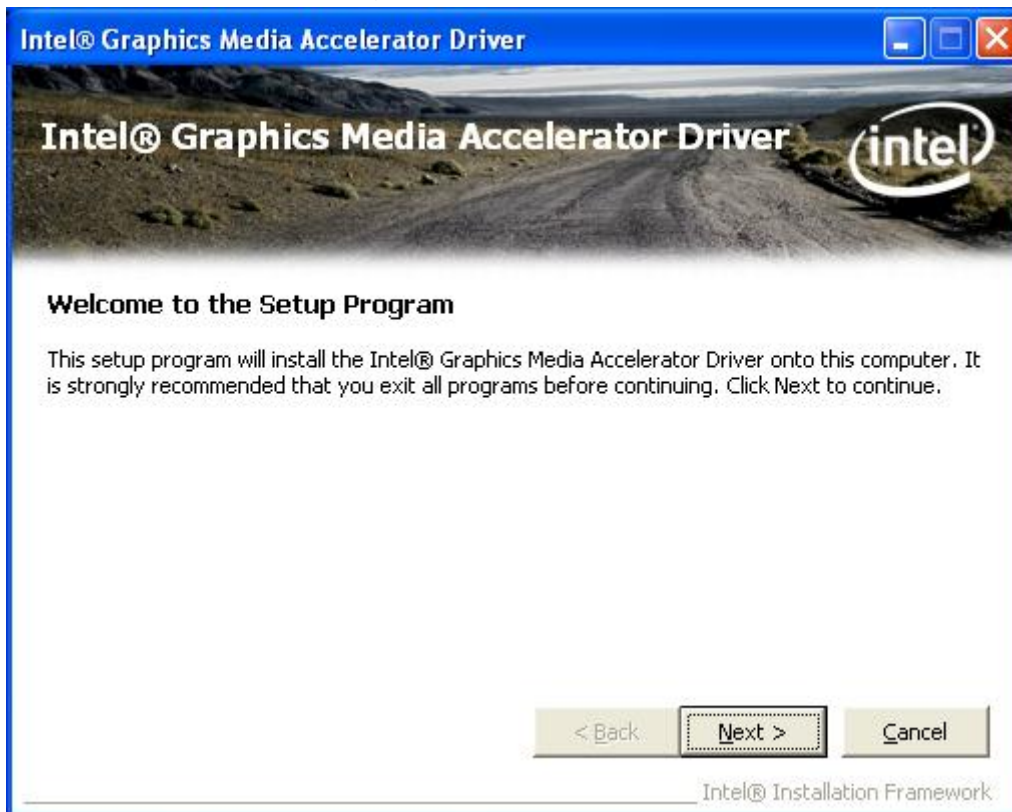 Intel® Graphics Media Accelerator Driver
Intel® Graphics Media Accelerator Driver
intel
Welcome to the Setup Program
This setup program will install the Intel® Graphics Media Accelerator Driver onto this computer. It
is strongly recommended that you exit all programs before continuing. Click Next to continue.
< Back Next > Cancel
Intel® Installation Framework